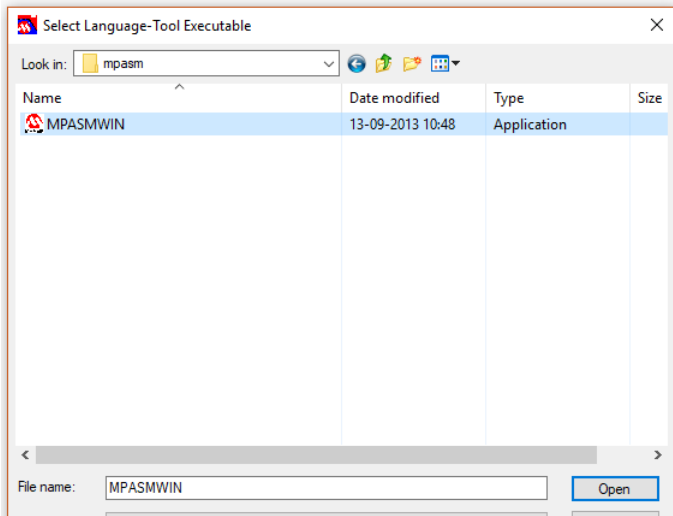 Select Language-Tool Executable
Look in: mpasm
Name Date modified Type Size
MPASMWIN 13-09-2013 10:48 Application
File name: MPASMWIN Open